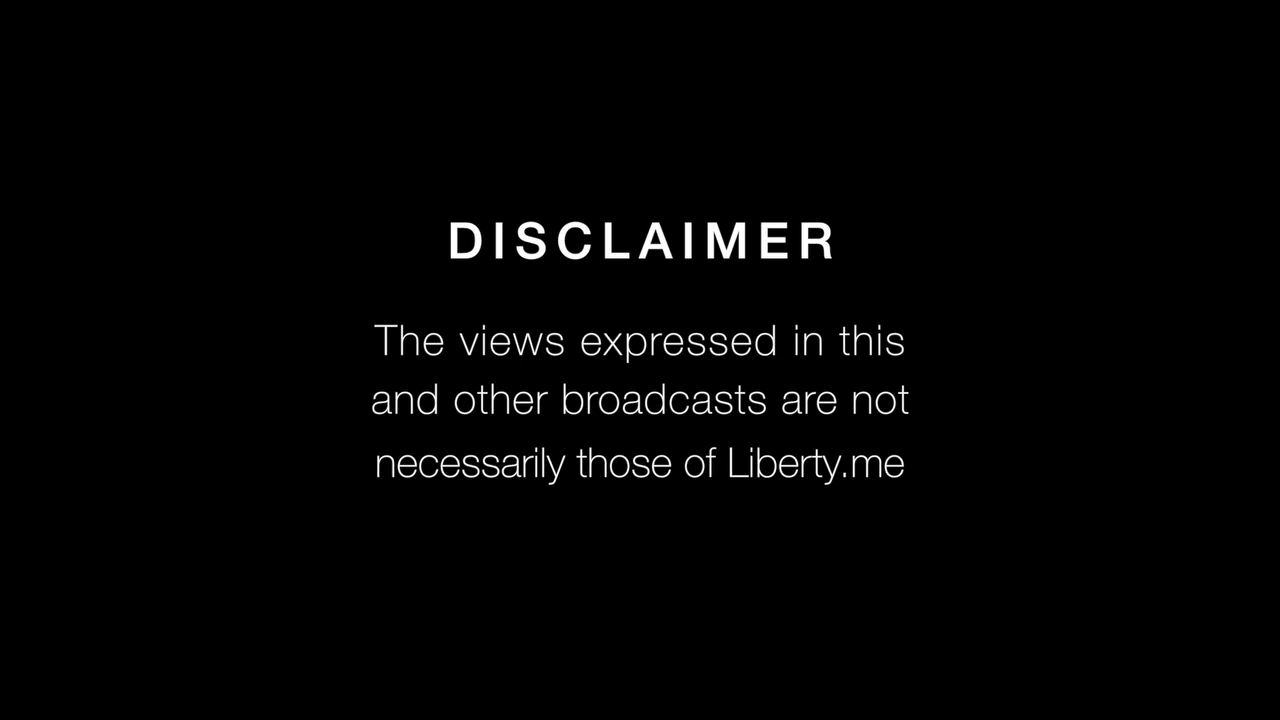 DISCLAIMER
The views expressed in this
and other broadcasts are not
necessarily those of Liberty.me